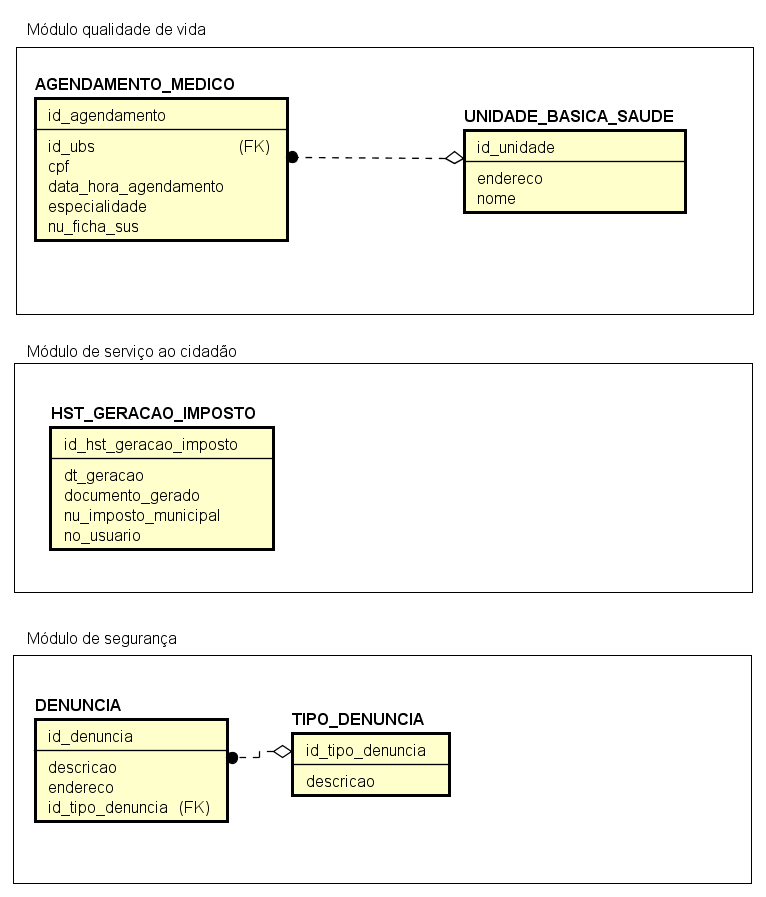 Módulo qualidade de vida
AGENDAMENTO_MEDICO
id_agendamento
id_ubs (FK)
cpf
data_hora_agendamento
especialidade
nu_ficha_sus
UNIDADE_BASICA_SAUDE
id_unidade
endereco
nome
Módulo de serviço ao cidadão
HST_GERACAO_IMPOSTO
id_hst_geracao_imposto
dt_geracao
documento_gerado
nu_imposto_municipal
no_usuario
Módulo de segurança
DENUNCIA
id_denuncia
descricao
endereco
id_tipo_denuncia (FK)
TIPO_DENUNCIA
id_tipo_denuncia
descricao